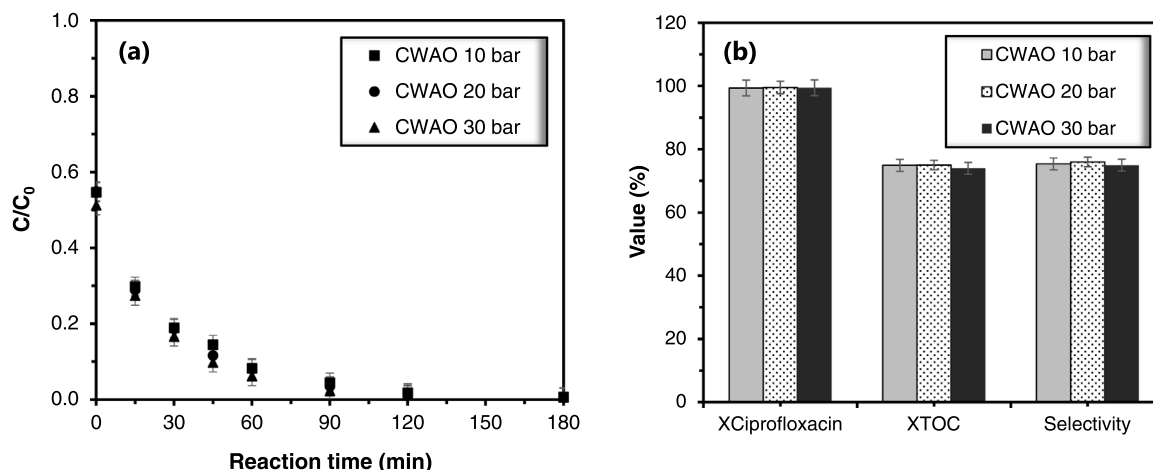 (a)
CWAO 10 bar
CWAO 20 bar
CWAO 30 bar
1.0
0.8
0.6
0.4
0.2
0.0
C/C₀
0 30 60 90 120 150 180
Reaction time (min)
(b)
CWAO 10 bar
CWAO 20 bar
CWAO 30 bar
120
100
80
60
40
20
0
Value (%)
XCiprofloxacin XTOC Selectivity